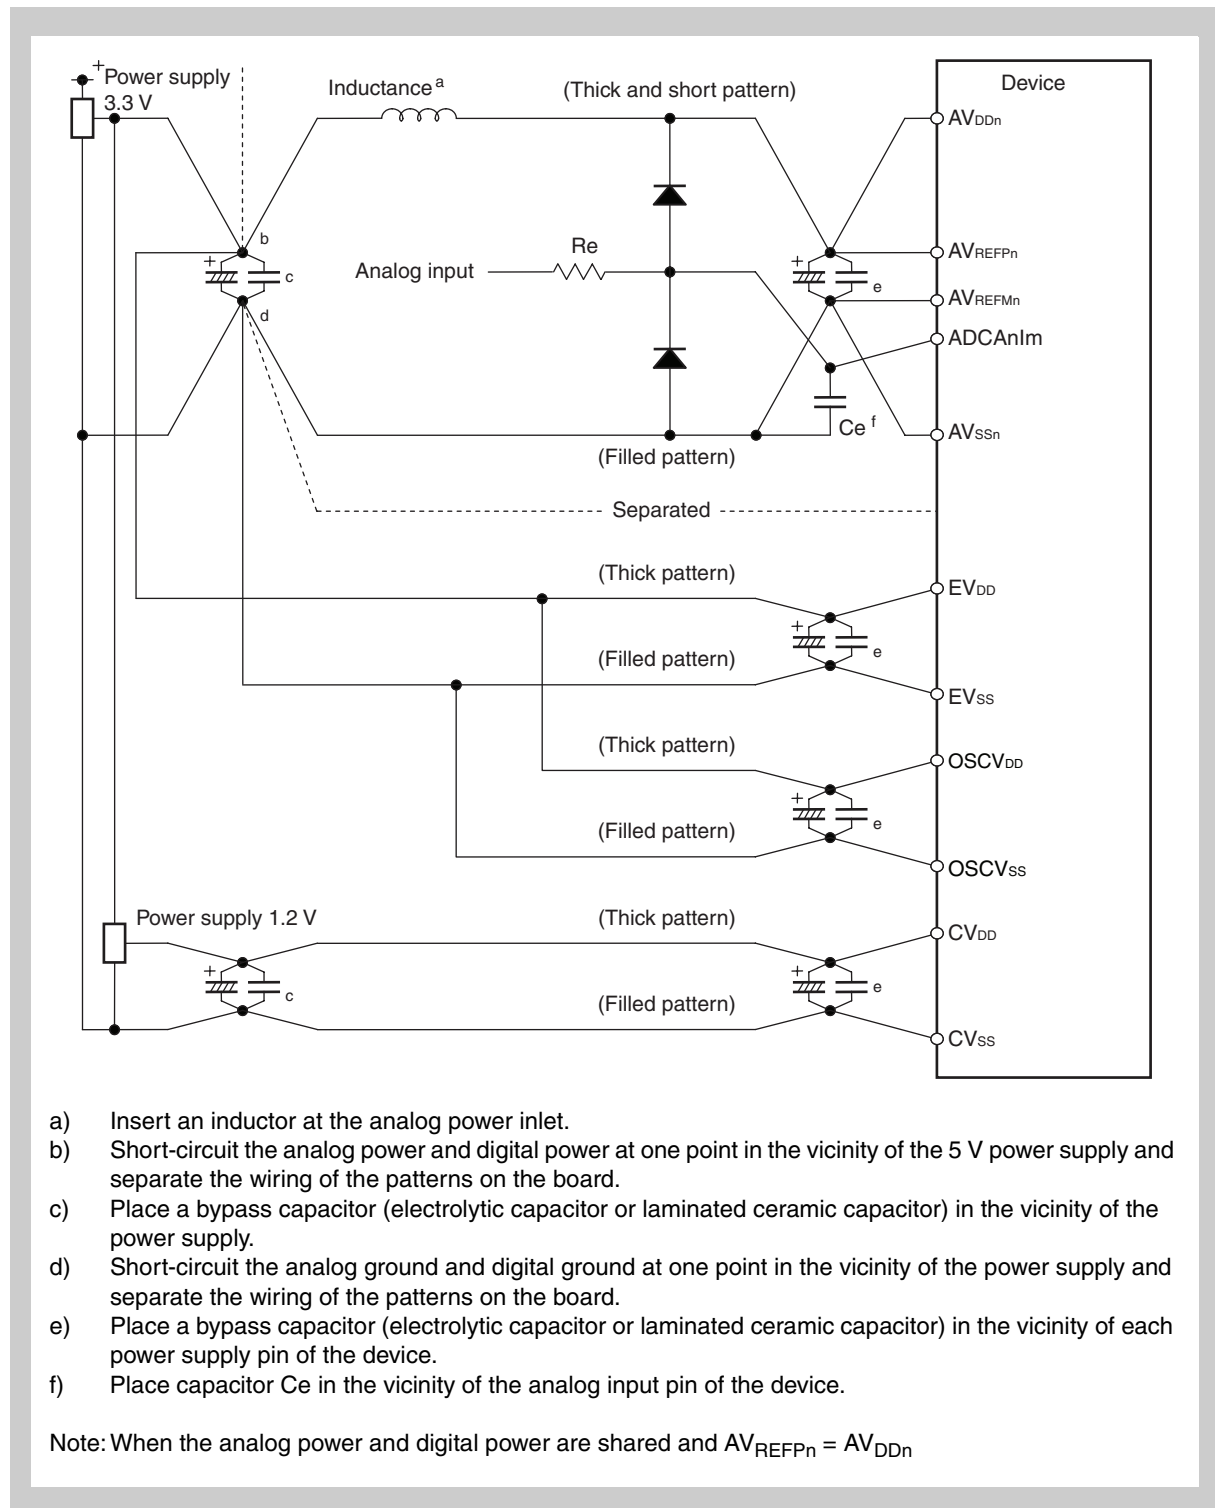 +
Power supply
3.3 V
Inductance a
(Thick and short pattern)
Device
AVDDn
b
+
c
d
Analog input
Re
+
e
AVREFPn
AVREFMn
ADCAnIm
Ce f
AVSSn
(Filled pattern)
Separated
(Thick pattern)
EVDD
+
e
(Filled pattern)
EVSS
(Thick pattern)
OSCVDD
+
e
(Filled pattern)
OSCVSS
Power supply 1.2 V
(Thick pattern)
CVDD
+
c
+
e
(Filled pattern)
CVSS
a) Insert an inductor at the analog power inlet.
b) Short-circuit the analog power and digital power at one point in the vicinity of the 5 V power supply and
separate the wiring of the patterns on the board.
c) Place a bypass capacitor (electrolytic capacitor or laminated ceramic capacitor) in the vicinity of the
power supply.
d) Short-circuit the analog ground and digital ground at one point in the vicinity of the power supply and
separate the wiring of the patterns on the board.
e) Place a bypass capacitor (electrolytic capacitor or laminated ceramic capacitor) in the vicinity of each
power supply pin of the device.
f) Place capacitor Ce in the vicinity of the analog input pin of the device.
Note: When the analog power and digital power are shared and AVREFPn = AVDDn